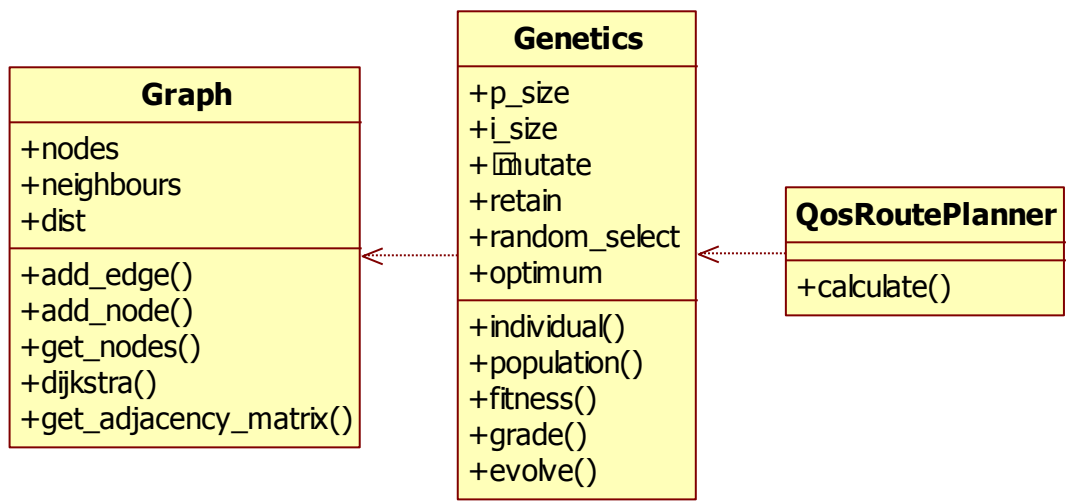 Graph
+nodes
+neighbours
+dist
+add_edge()
+add_node()
+get_nodes()
+dijkstra()
+get_adjacency_matrix()
Genetics
+p_size
+i_size
+mutate
+retain
+random_select
+optimum
+individual()
+population()
+fitness()
+grade()
+evolve()
QosRoutePlanner
+calculate()